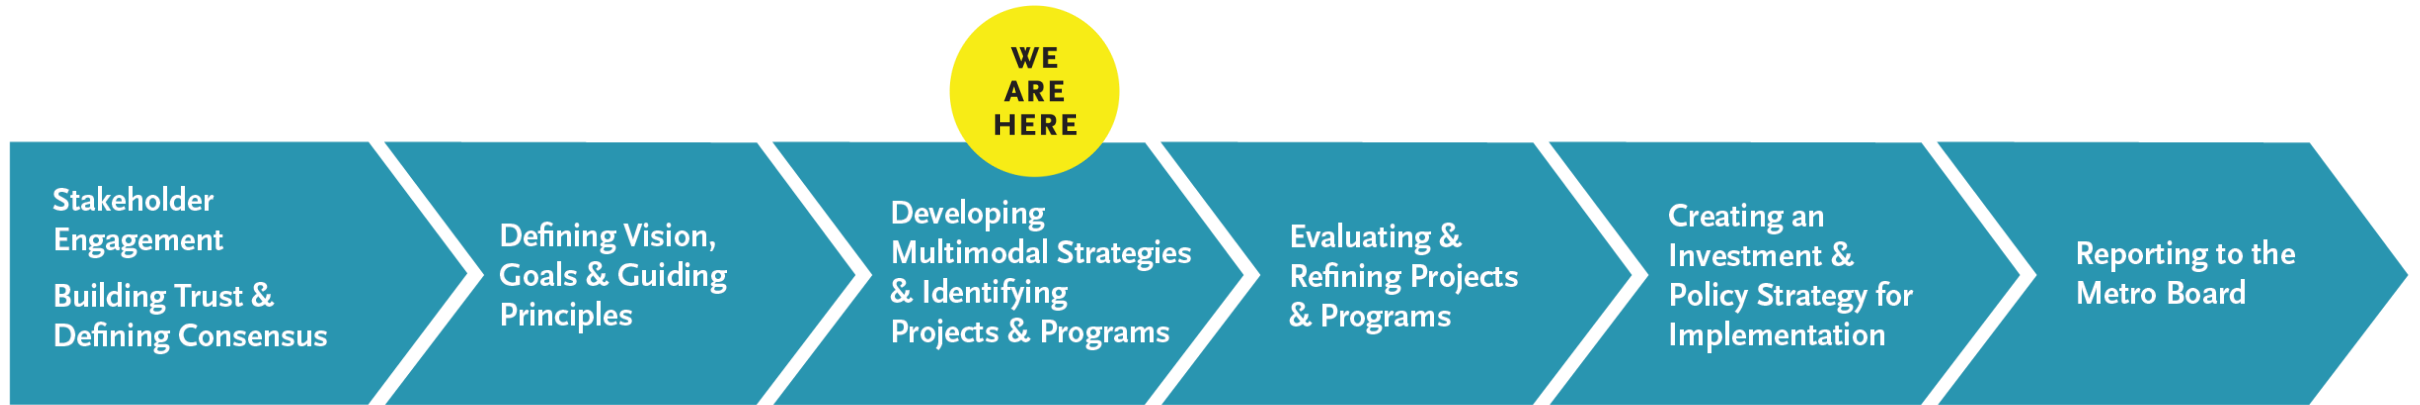 WE
ARE
HERE
Stakeholder
Engagement
Building Trust &
Defining Consensus
Defining Vision,
Goals & Guiding
Principles
Developing
Multimodal Strategies
& Identifying
Projects & Programs
Evaluating &
Refining Projects
& Programs
Creating an
Investment &
Policy Strategy for
Implementation
Reporting to the
Metro Board